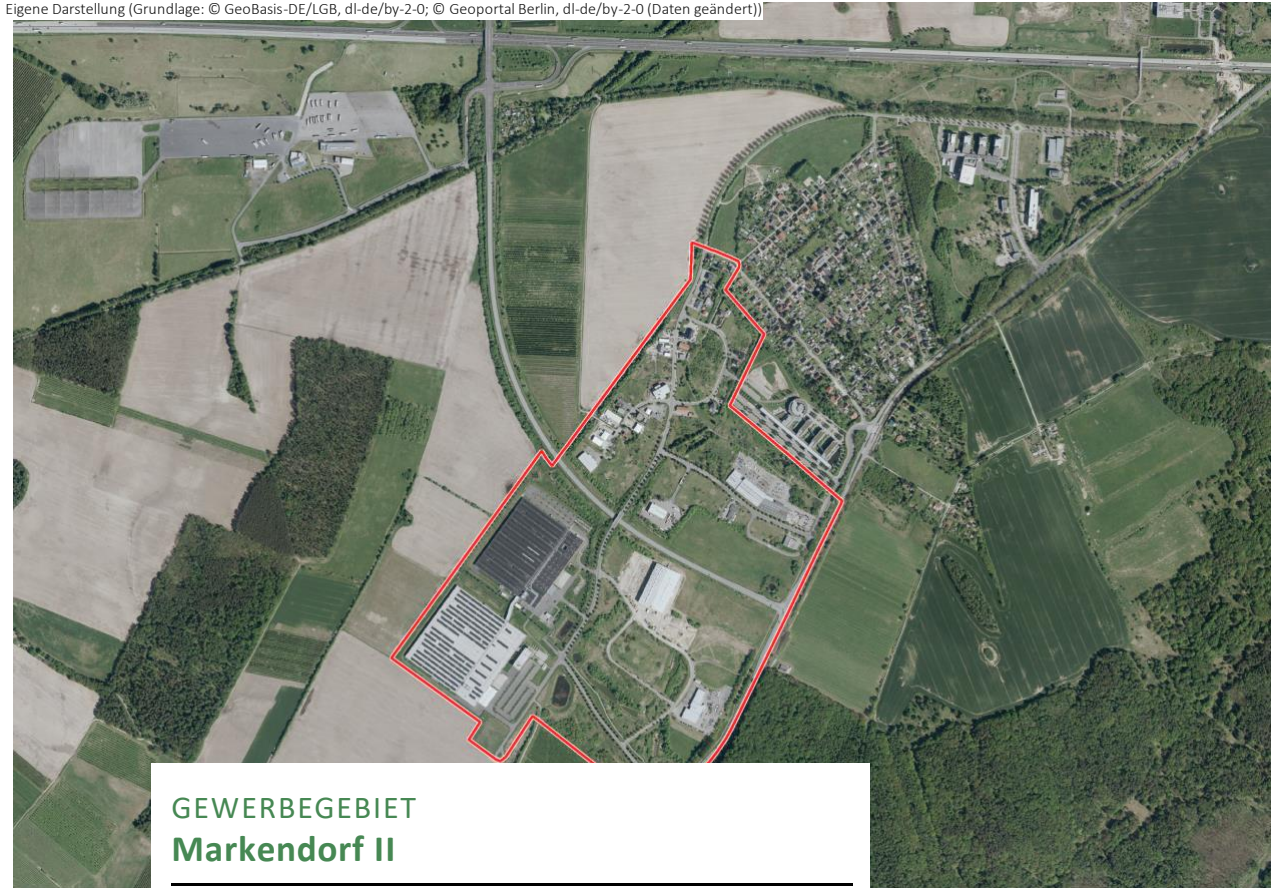 Eigene Darstellung (Grundlage: © GeoBasis-DE/LGB, dl-de/by-2-0; © Geoportal Berlin, dl-de/by-2-0 (Daten geändert))
GEWERBEGEBIET
Markendorf II